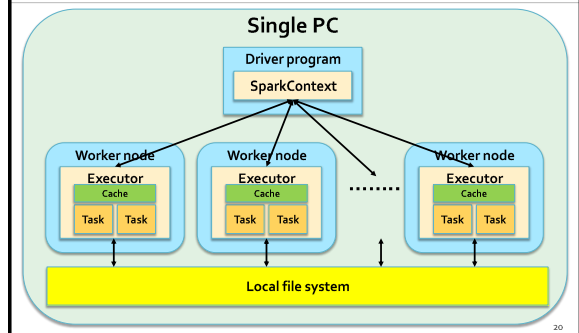 Single PC
Driver program
SparkContext
Worker node
Executor
Cache
Task Task
Worker node
Executor
Cache
Task Task
Worker node
Executor
Cache
Task Task
Local file system
20